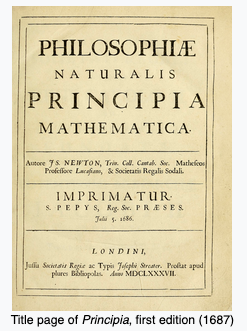 PHILOSOPHIÆ
NATURALIS
PRINCIPIA
MATHEMATICA.
Autore J S. NEWTON, Trin. Coll. Cantab. Soc. Matheseos
Professore Lucasiano, & Societatis Regalis Sodali.
IMPRIMATUR.
S. PEPYS, Reg. Soc. PRÆSES.
Julii 5. 1686.
LONDINI,
Jussu Societatis Regiæ ac Typis Josephi Streater. Prostat apud
plures Bibliopolas. Anno MDCLXXXVII.
Title page of Principia, first edition (1687)